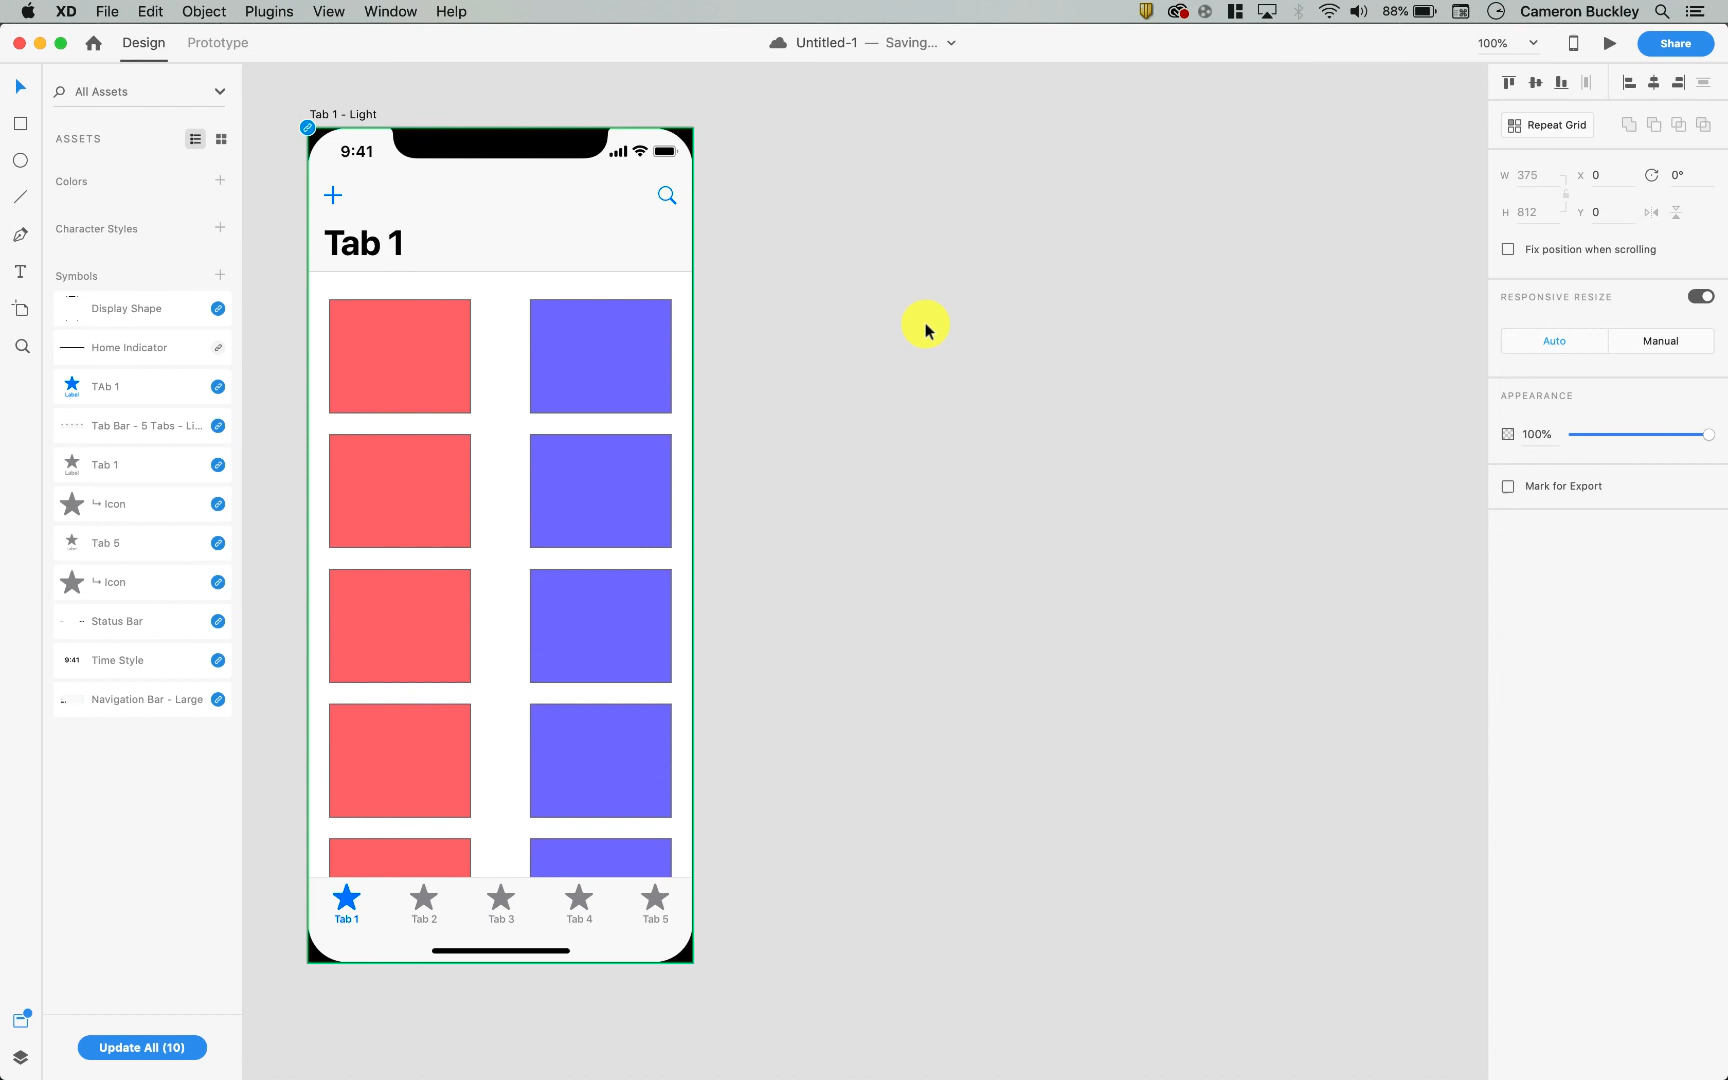 XD File Edit Object Plugins View Window Help 88% Cameron Buckley
Design Prototype Untitled-1 — Saving... 100% Share
All Assets
ASSETS
Colors
Character Styles
Symbols
Display Shape
Home Indicator
TAb 1
Label
Tab Bar - 5 Tabs - Li...
Tab 1
Label
Icon
Tab 5
Label
Icon
Status Bar
9:41 Time Style
Navigation Bar - Large
Update All (10)
Tab 1 - Light
9:41
Tab 1
Tab 1 Tab 2 Tab 3 Tab 4 Tab 5
Repeat Grid
W 375 X 0 0°
H 812 Y 0
Fix position when scrolling
RESPONSIVE RESIZE
Auto Manual
APPEARANCE
100%
Mark for Export